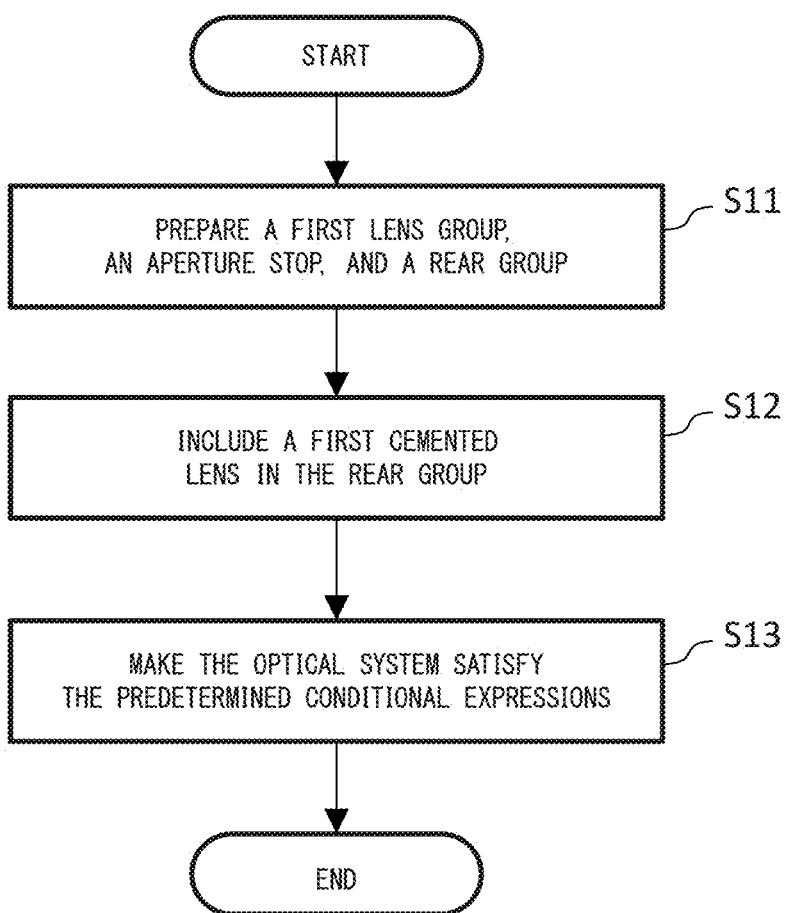 START
S11
PREPARE A FIRST LENS GROUP,
AN APERTURE STOP, AND A REAR GROUP
S12
INCLUDE A FIRST CEMENTED
LENS IN THE REAR GROUP
S13
MAKE THE OPTICAL SYSTEM SATISFY
THE PREDETERMINED CONDITIONAL EXPRESSIONS
END